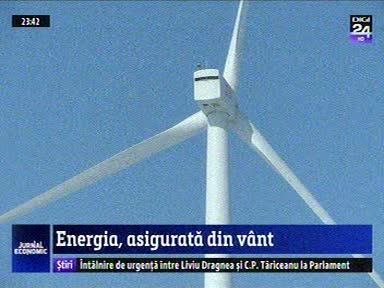 23:42
DIGI
24
HD
Energia, asigurată din vânt
JURNAL
ECONOMIC
Știri
Întâlnire de urgență între Liviu Dragnea și C.P. Tăriceanu la Parlament